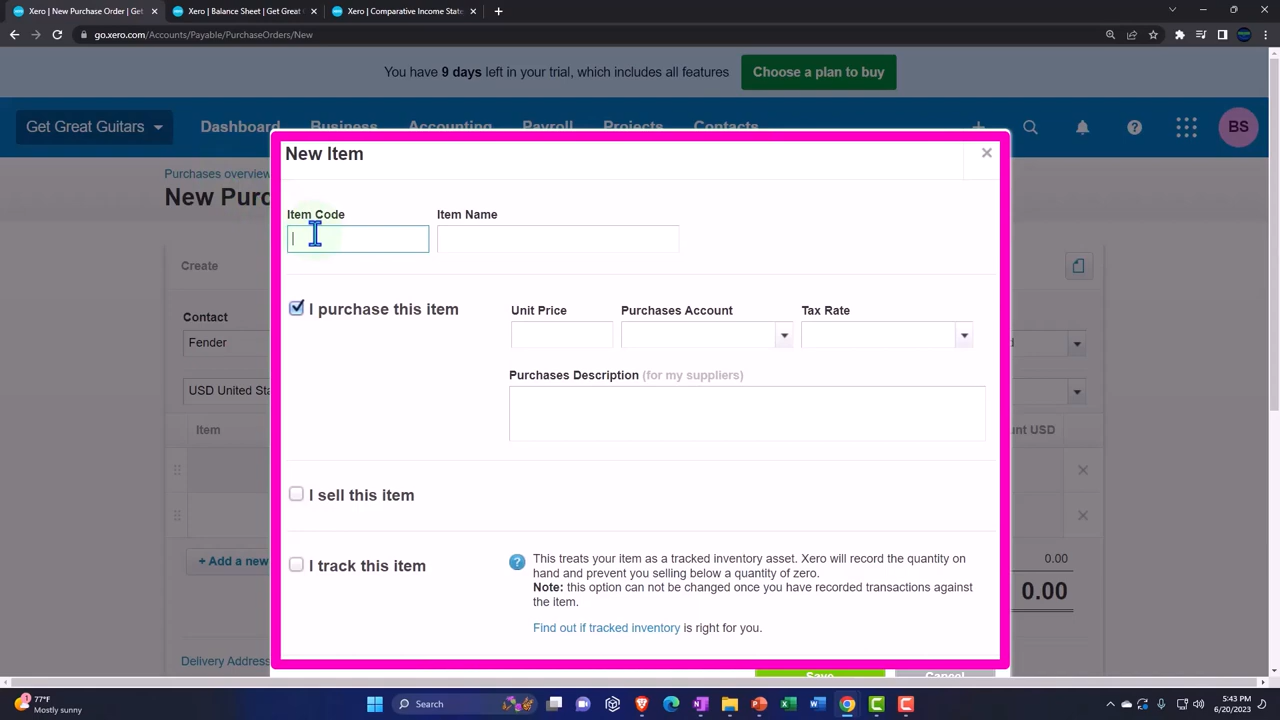 Xero | New Purchase Order | Get
Xero | Balance Sheet | Get Great
Xero | Comparative Income State
go.xero.com/Accounts/Payable/PurchaseOrders/New
You have 9 days left in your trial, which includes all features
Choose a plan to buy
Get Great Guitars
Dashboard
Business
Accounting
Payroll
Projects
Contacts
BS
Purchases overview
New Purc
New Item
Item Code
Item Name
Create
I purchase this item
Unit Price
Purchases Account
Tax Rate
Contact
Fender
Purchases Description (for my suppliers)
USD United Sta
Item
unt USD
I sell this item
+ Add a new
I track this item
This treats your item as a tracked inventory asset. Xero will record the quantity on
hand and prevent you selling below a quantity of zero.
Note: this option can not be changed once you have recorded transactions against
the item.
Find out if tracked inventory is right for you.
0.00
0.00
Delivery Address
Save
Cancel
77°F
Mostly sunny
Search
5:43 PM
6/20/2023